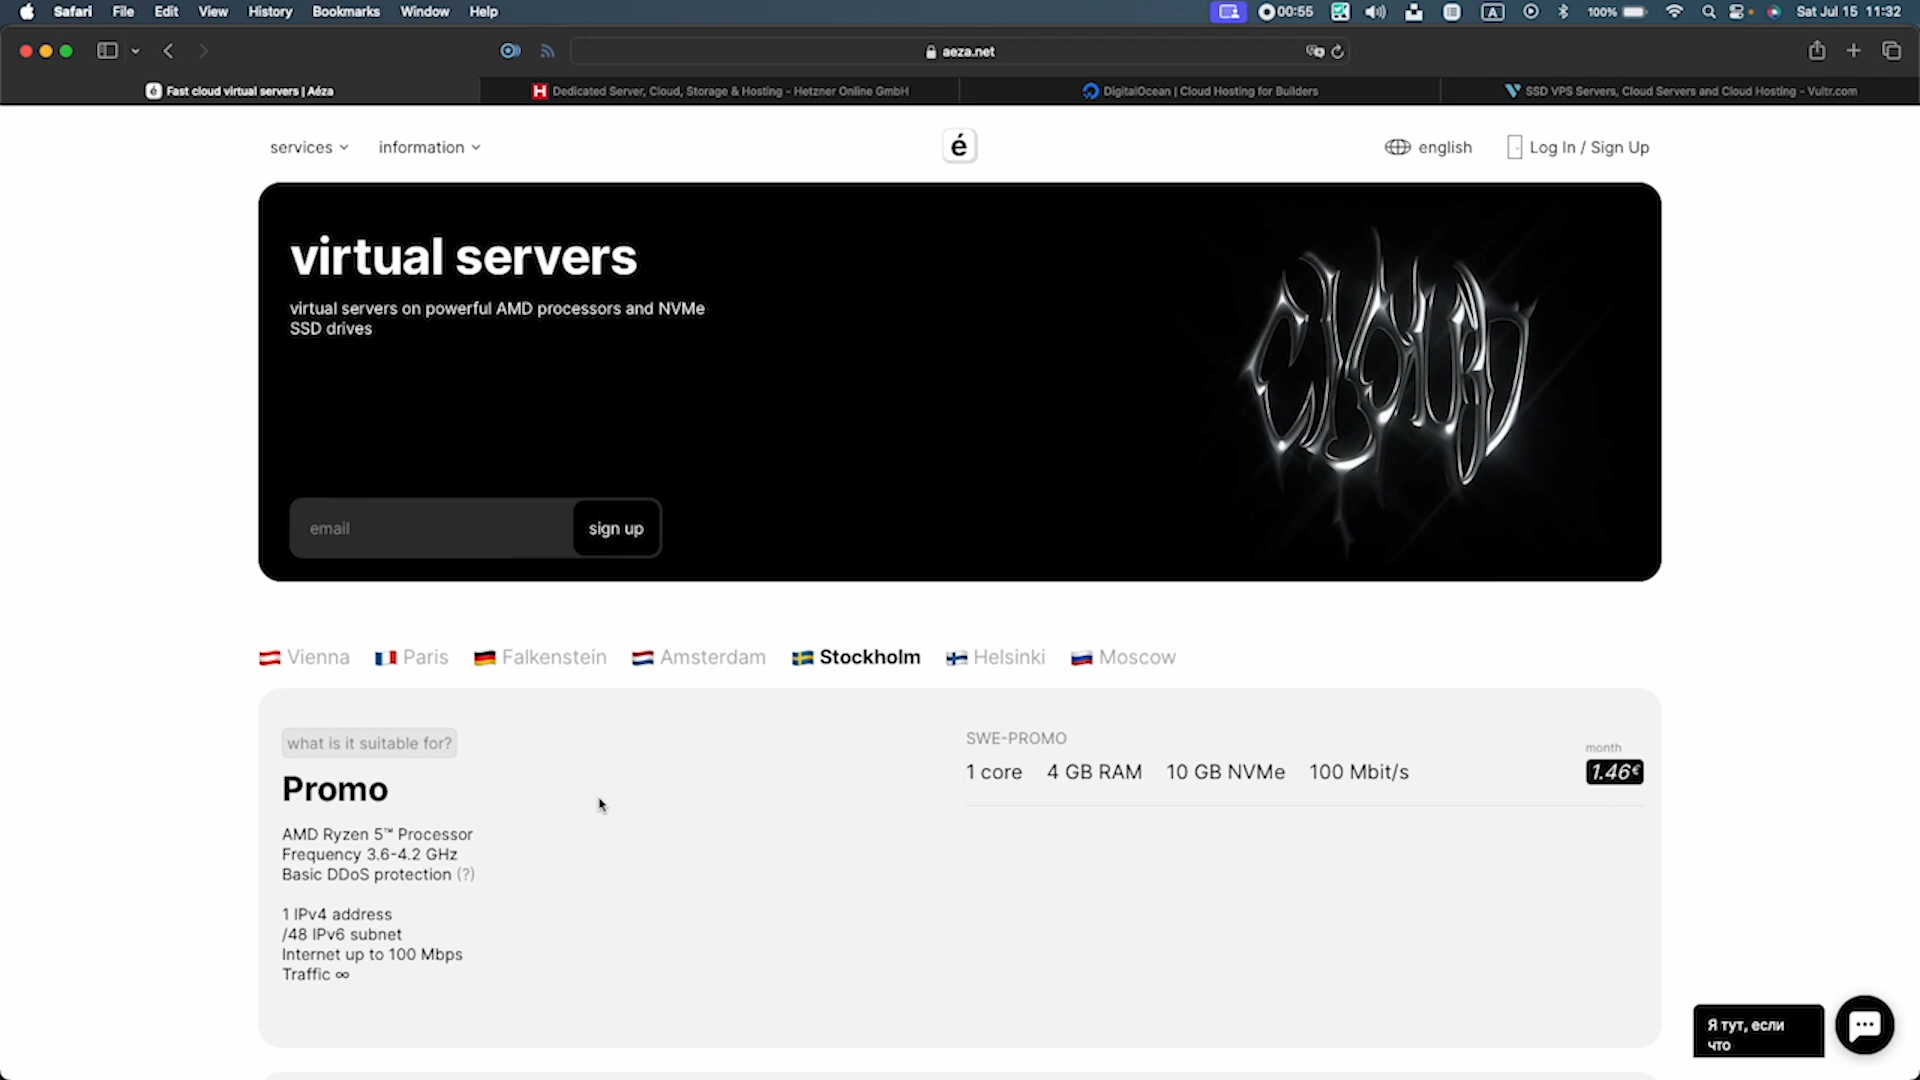 Safari File Edit View History Bookmarks Window Help 00:55 A 100% Sat Jul 15 11:32
aeza.net
é Fast cloud virtual servers | Aéza
H Dedicated Server, Cloud, Storage & Hosting - Hetzner Online GmbH
DigitalOcean | Cloud Hosting for Builders
SSD VPS Servers, Cloud Servers and Cloud Hosting - Vultr.com
services information é english Log In / Sign Up
virtual servers
virtual servers on powerful AMD processors and NVMe
SSD drives
CLOUD
email sign up
Vienna Paris Falkenstein Amsterdam Stockholm Helsinki Moscow
what is it suitable for?
Promo
AMD Ryzen 5™ Processor
Frequency 3.6-4.2 GHz
Basic DDoS protection (?)
1 IPv4 address
/48 IPv6 subnet
Internet up to 100 Mbps
Traffic ∞
SWE-PROMO
1 core 4 GB RAM 10 GB NVMe 100 Mbit/s
month
1.46€
Я тут, если
что